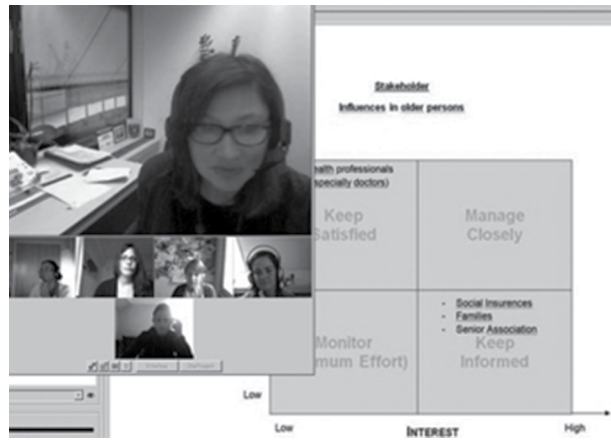 Stakeholder
Influences in older persons
ealth professionals
specially doctors)
Keep
Satisfied
Manage
Closely
- Social Insurences
- Families
- Senior Association
Monitor
mum Effort)
Keep
Informed
Low
Low
INTEREST
High